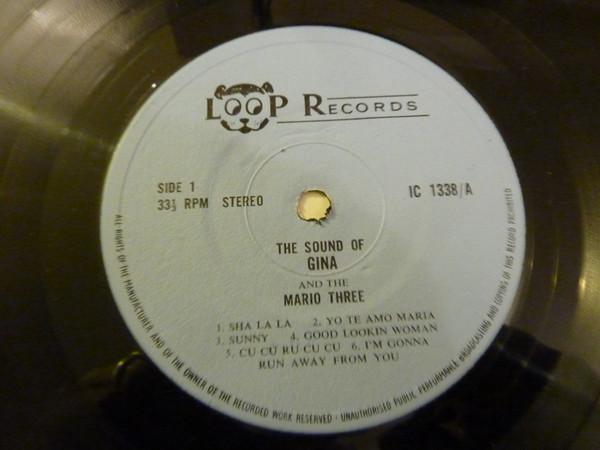 LOOP RECORDS
SIDE 1
33⅓ RPM STEREO
IC 1338/A
THE SOUND OF
GINA
AND THE
MARIO THREE
1. SHA LA LA 2. YO TE AMO MARIA
3. SUNNY 4. GOOD LOOKIN WOMAN
5. CU CU RU CU CU 6. I'M GONNA
RUN AWAY FROM YOU
ALL RIGHTS OF THE MANUFACTURER AND OF THE OWNER OF THE RECORDED WORK RESERVED · UNAUTHORISED PUBLIC PERFORMANCE BROADCASTING AND COPYING OF THIS RECORD PROHIBITED